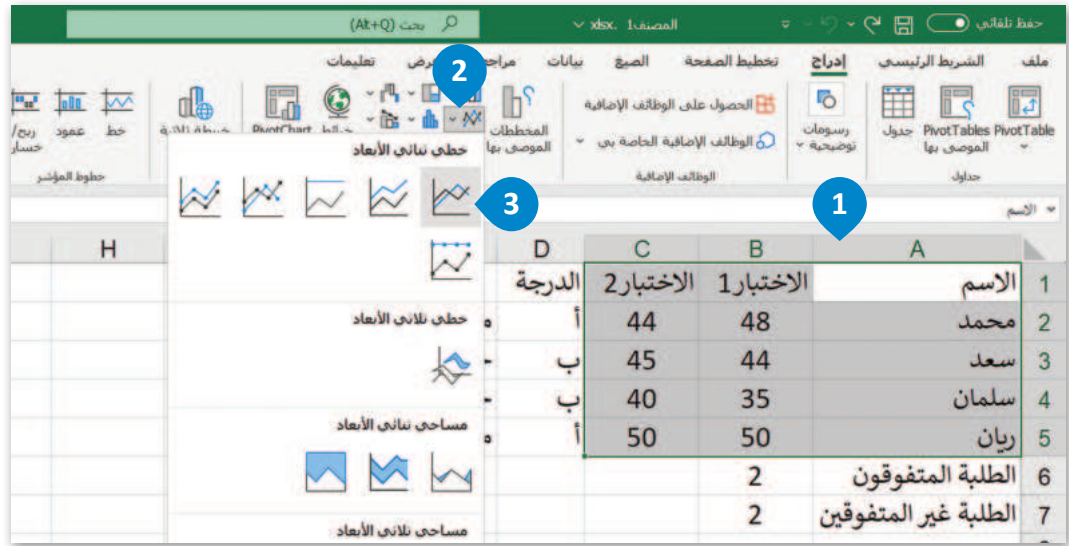 حفظ تلقائي المصنف1 .xlsx بحث (Alt+Q)
ملف الشريط الرئيسي إدراج تخطيط الصفحة الصيغ بيانات تعليمات
2
PivotTable PivotTables الموصى بها جدول
رسومات توضيحية
الحصول على الوظائف الإضافية
الوظائف الإضافية الخاصة بي
المخططات الموصى بها
خرائط PivotChart خط عمود ربح/خسارة
جداول الوظائف الإضافية خطوط المؤشر
خطي ثنائي الأبعاد
3
1
الاسم
A B C D H
1 الاسم الاختبار1 الاختبار2 الدرجة
2 محمد 48 44 أ
3 سعد 44 45 ب
4 سلمان 35 40 ب
5 ريان 50 50 أ
6 الطلبة المتفوقون 2
7 الطلبة غير المتفوقين 2
خطي ثلاثي الأبعاد
مساحي ثنائي الأبعاد
مساحي ثلاثي الأبعاد